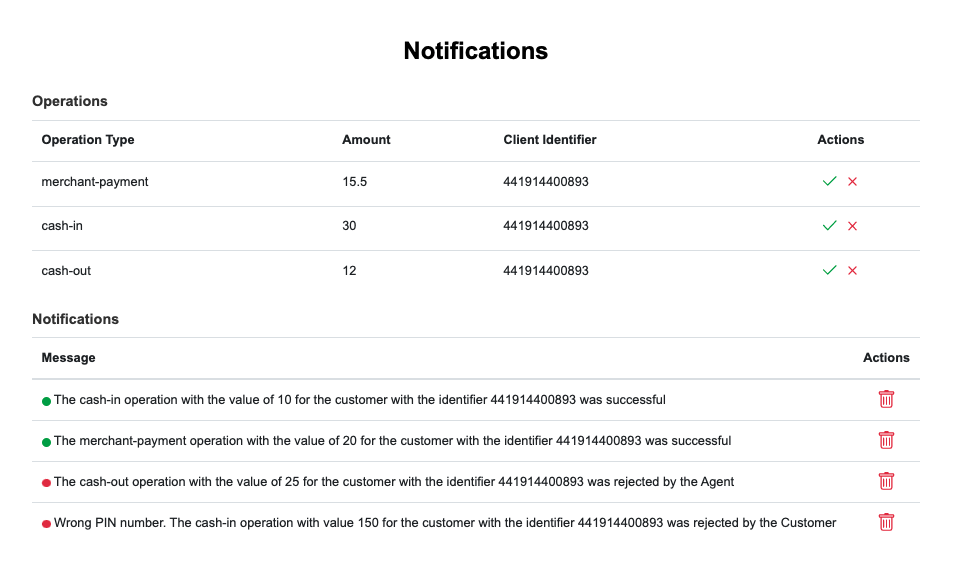 Notifications
Operations
Operation Type Amount Client Identifier Actions
merchant-payment 15.5 441914400893
cash-in 30 441914400893
cash-out 12 441914400893
Notifications
Message Actions
The cash-in operation with the value of 10 for the customer with the identifier 441914400893 was successful
The merchant-payment operation with the value of 20 for the customer with the identifier 441914400893 was successful
The cash-out operation with the value of 25 for the customer with the identifier 441914400893 was rejected by the Agent
Wrong PIN number. The cash-in operation with value 150 for the customer with the identifier 441914400893 was rejected by the Customer